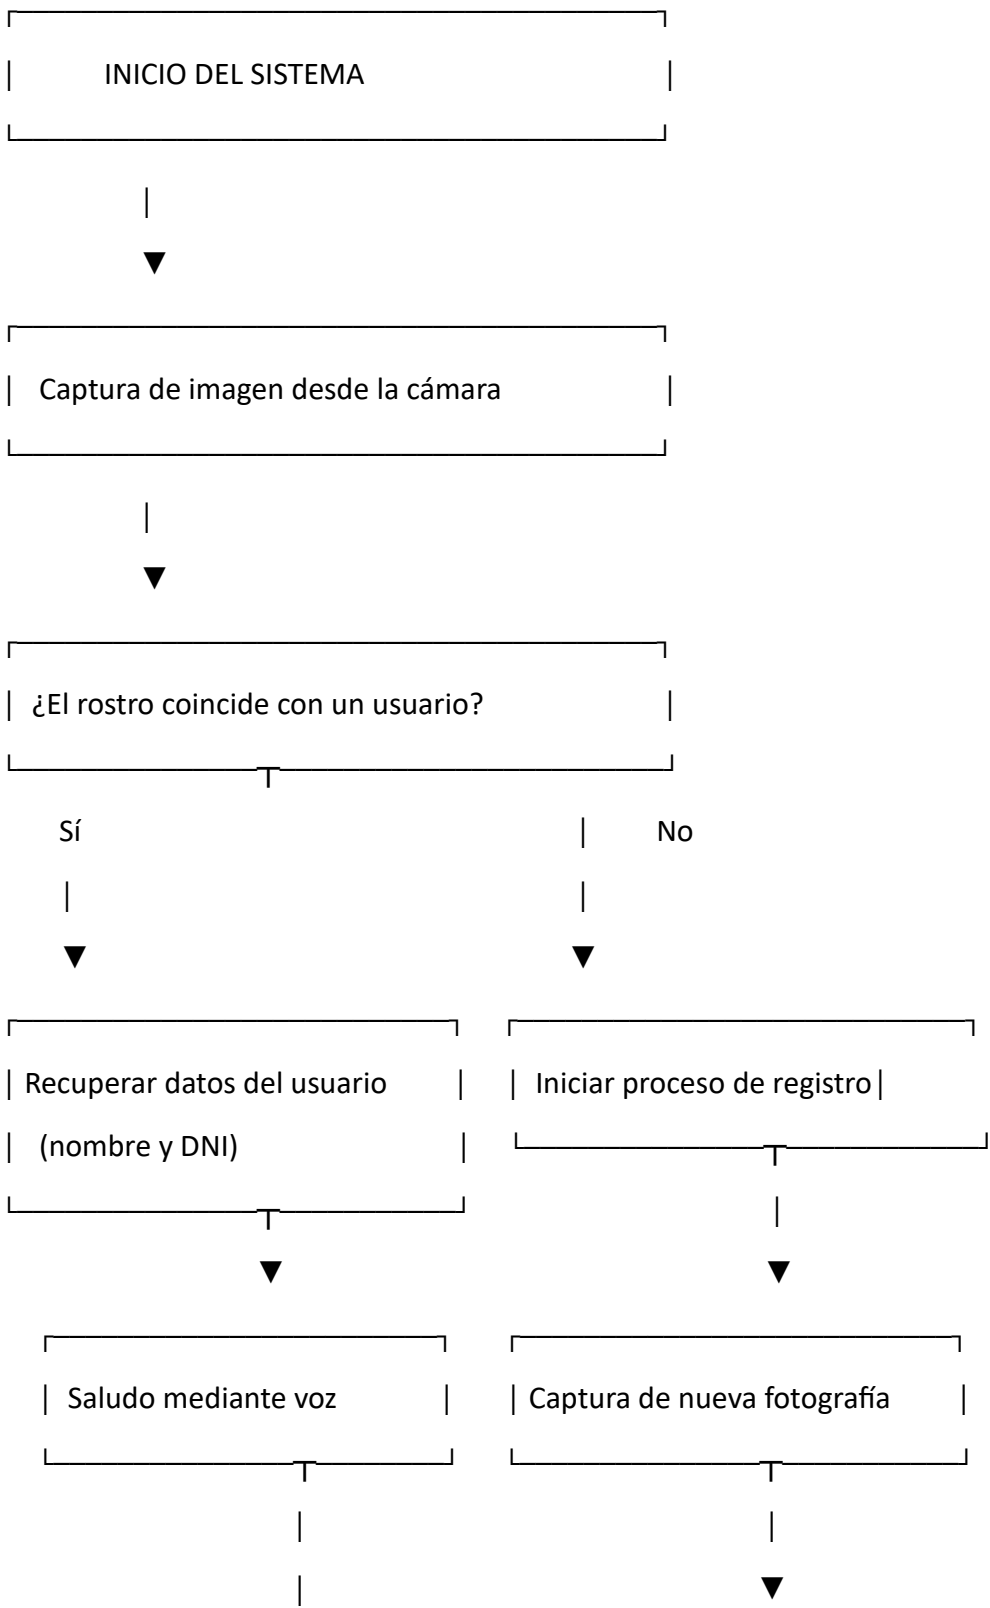 INICIO DEL SISTEMA
Captura de imagen desde la cámara
¿El rostro coincide con un usuario?
Sí No
Recuperar datos del usuario
(nombre y DNI)
Iniciar proceso de registro
Saludo mediante voz
Captura de nueva fotografía